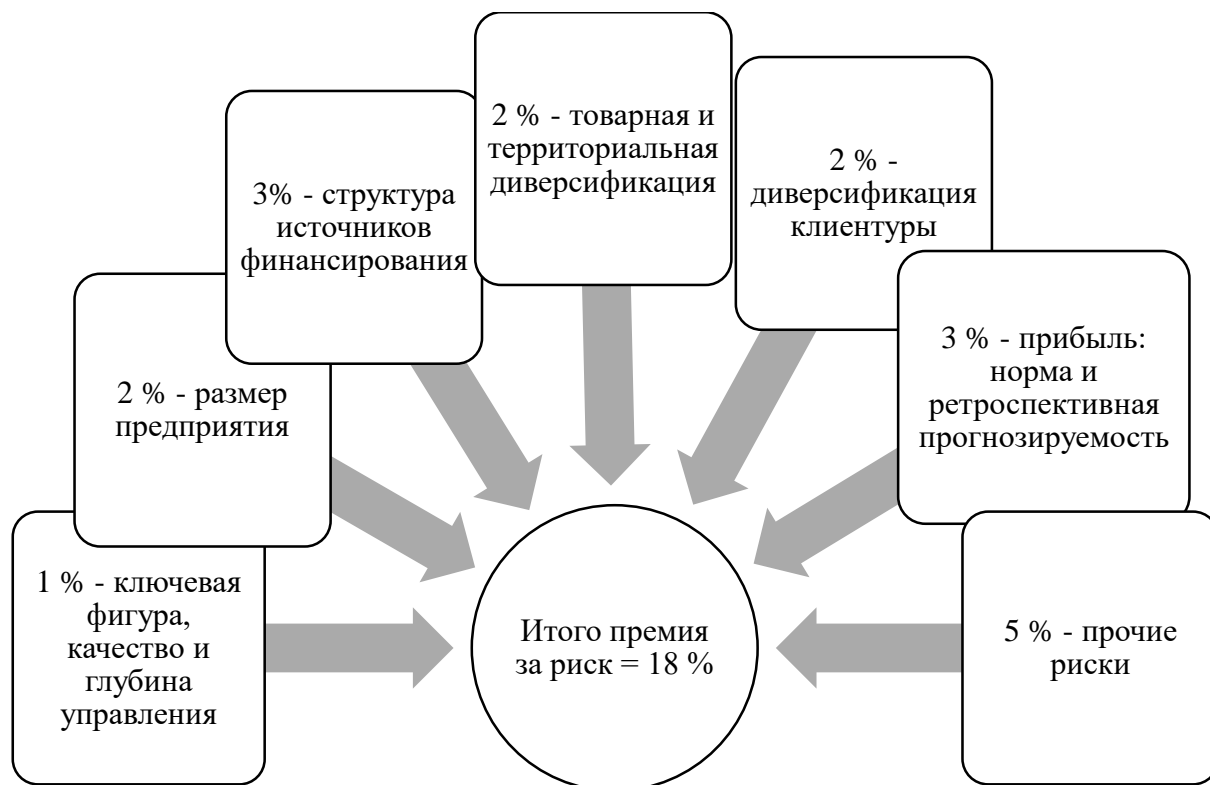 1 % - ключевая
фигура,
качество и
глубина
управления
2 % - размер
предприятия
3% - структура
источников
финансирования
2 % - товарная и
территориальная
диверсификация
2 % -
диверсификация
клиентуры
3 % - прибыль:
норма и
ретроспективная
прогнозируемость
5 % - прочие
риски
Итого премия
за риск = 18 %